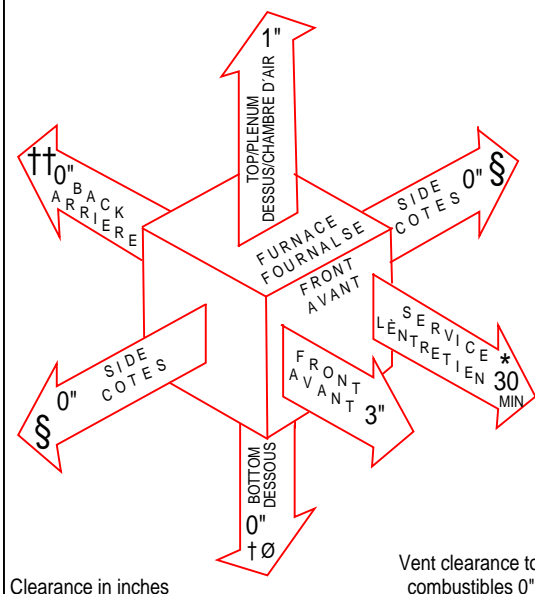 1"
TOP/PLENUM
DESSUS/CHAMBRE D'AIR
††0"
BACK
ARRIERE
SIDE
COTES
0" §
FURNACE
FOURNALSE
FRONT
AVANT
SERVICE
LÈNTRETIEN
*
30
MIN
SIDE
COTES
0"
§
FRONT
AVANT 3"
BOTTOM
DESSOUS
0"
† Ø
Clearance in inches
Vent clearance to
combustibles 0"